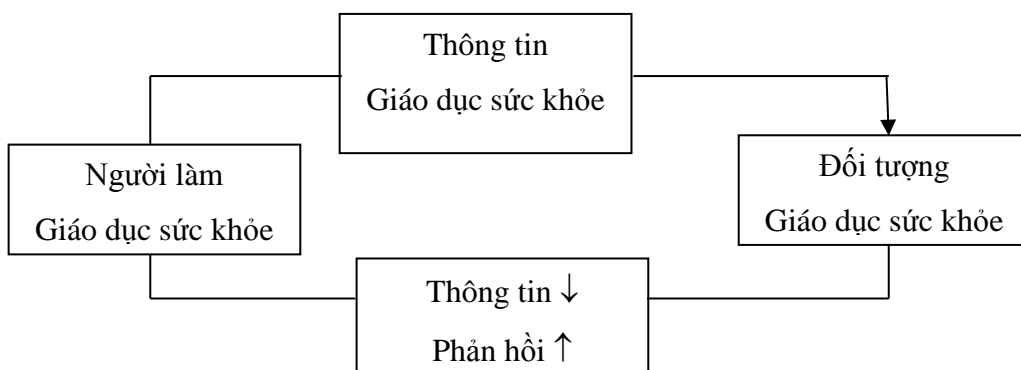 Thông tin
Giáo dục sức khỏe
Người làm
Giáo dục sức khỏe
Đối tượng
Giáo dục sức khỏe
Thông tin ↓
Phản hồi ↑